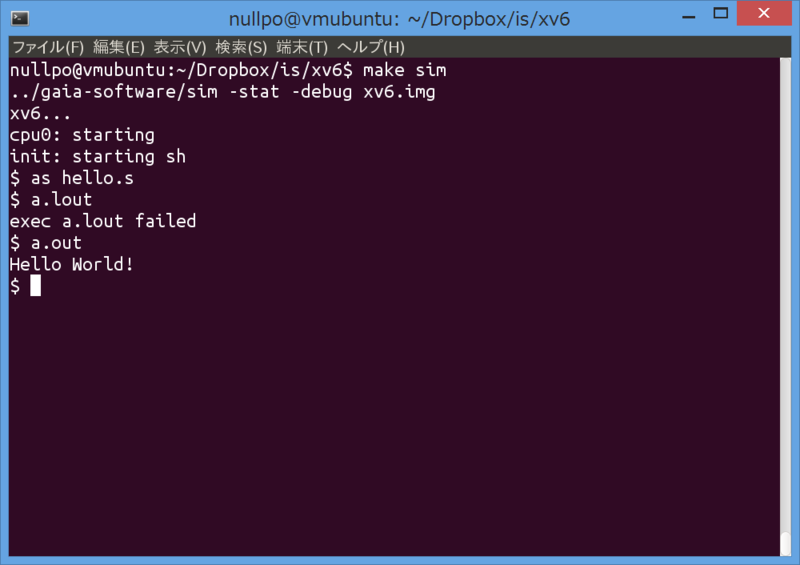 nullpo@vmubuntu: ~/Dropbox/is/xv6
ファイル(F) 編集(E) 表示(V) 検索(S) 端末(T) ヘルプ(H)
nullpo@vmubuntu:~/Dropbox/is/xv6$ make sim
../gaia-software/sim -stat -debug xv6.img
xv6...
cpu0: starting
init: starting sh
$ as hello.s
$ a.lout
exec a.lout failed
$ a.out
Hello World!
$